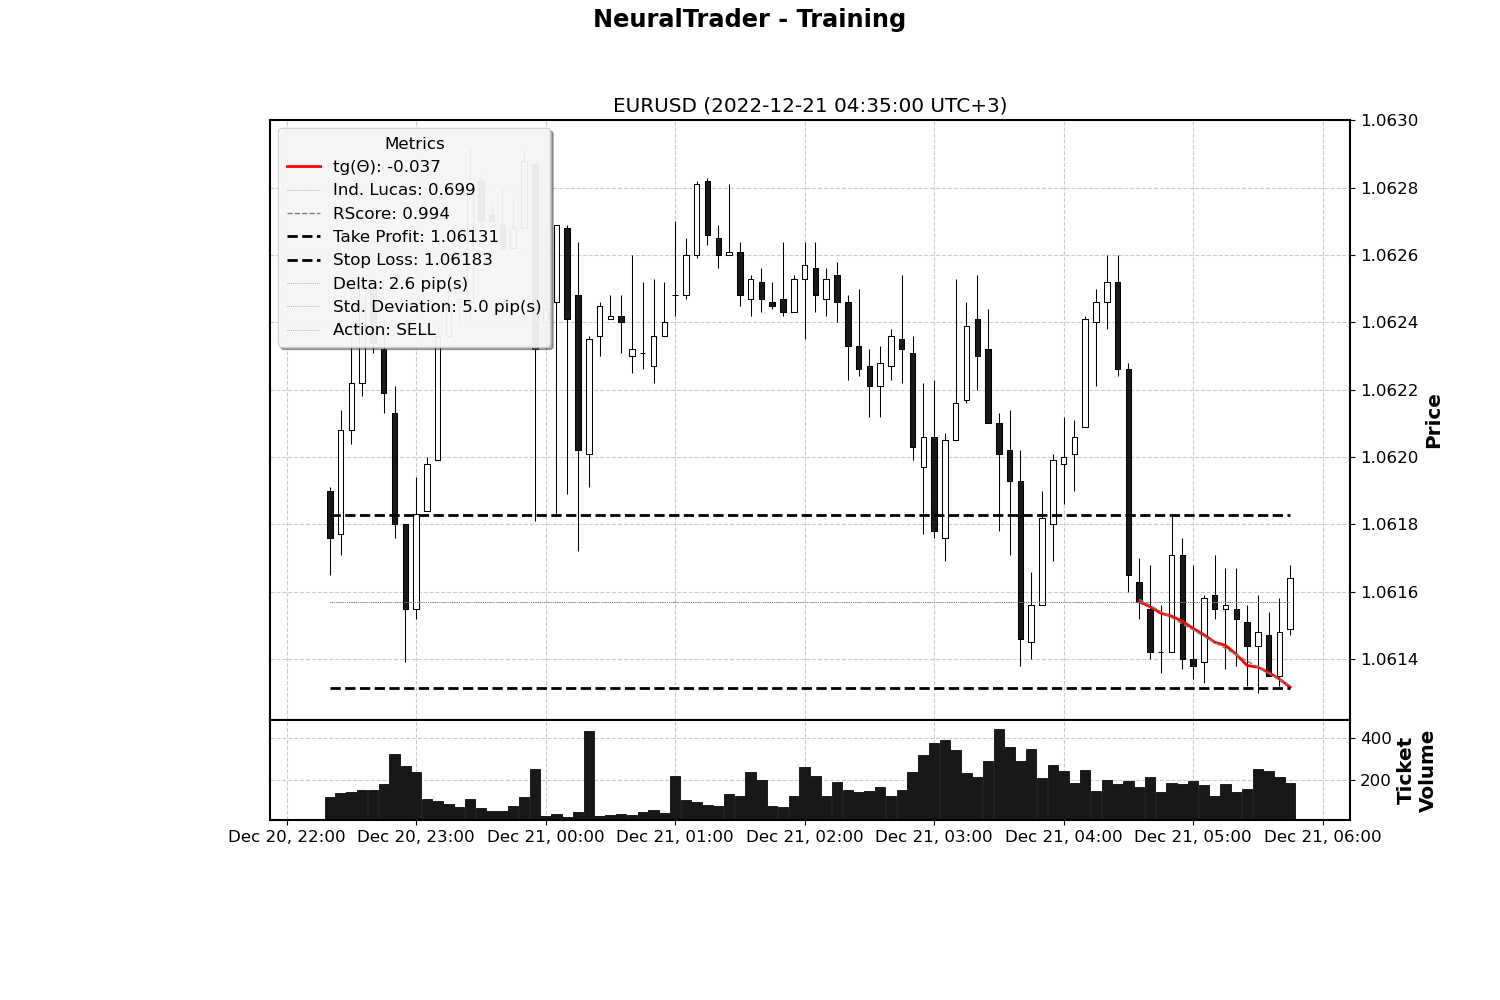 NeuralTrader - Training
EURUSD (2022-12-21 04:35:00 UTC+3)
Metrics
tg(Θ): -0.037
Ind. Lucas: 0.699
RScore: 0.994
Take Profit: 1.06131
Stop Loss: 1.06183
Delta: 2.6 pip(s)
Std. Deviation: 5.0 pip(s)
Action: SELL
1.0630
1.0628
1.0626
1.0624
1.0622
1.0620
1.0618
1.0616
1.0614
Price
400
200
Ticket
Volume
Dec 20, 22:00 Dec 20, 23:00 Dec 21, 00:00 Dec 21, 01:00 Dec 21, 02:00 Dec 21, 03:00 Dec 21, 04:00 Dec 21, 05:00 Dec 21, 06:00